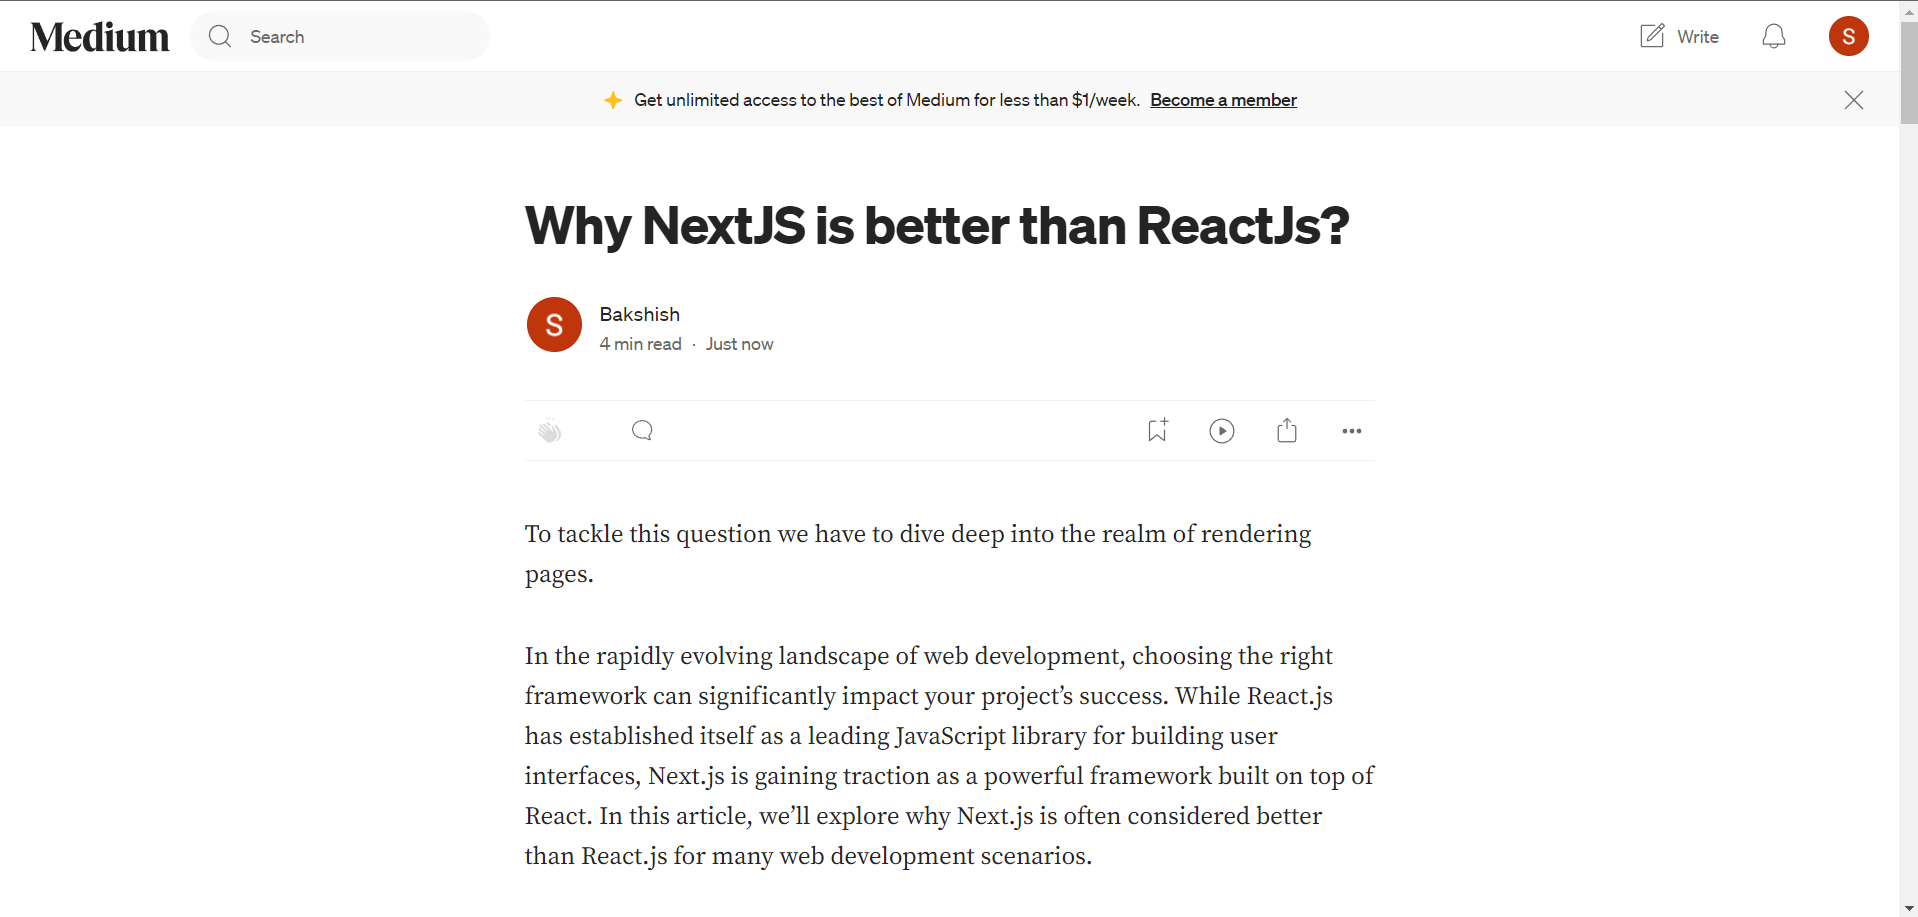 Medium
Search
Write
S
Get unlimited access to the best of Medium for less than $1/week. Become a member
Why NextJS is better than ReactJs?
S
Bakshish
4 min read · Just now
To tackle this question we have to dive deep into the realm of rendering
pages.
In the rapidly evolving landscape of web development, choosing the right
framework can significantly impact your project’s success. While React.js
has established itself as a leading JavaScript library for building user
interfaces, Next.js is gaining traction as a powerful framework built on top of
React. In this article, we’ll explore why Next.js is often considered better
than React.js for many web development scenarios.